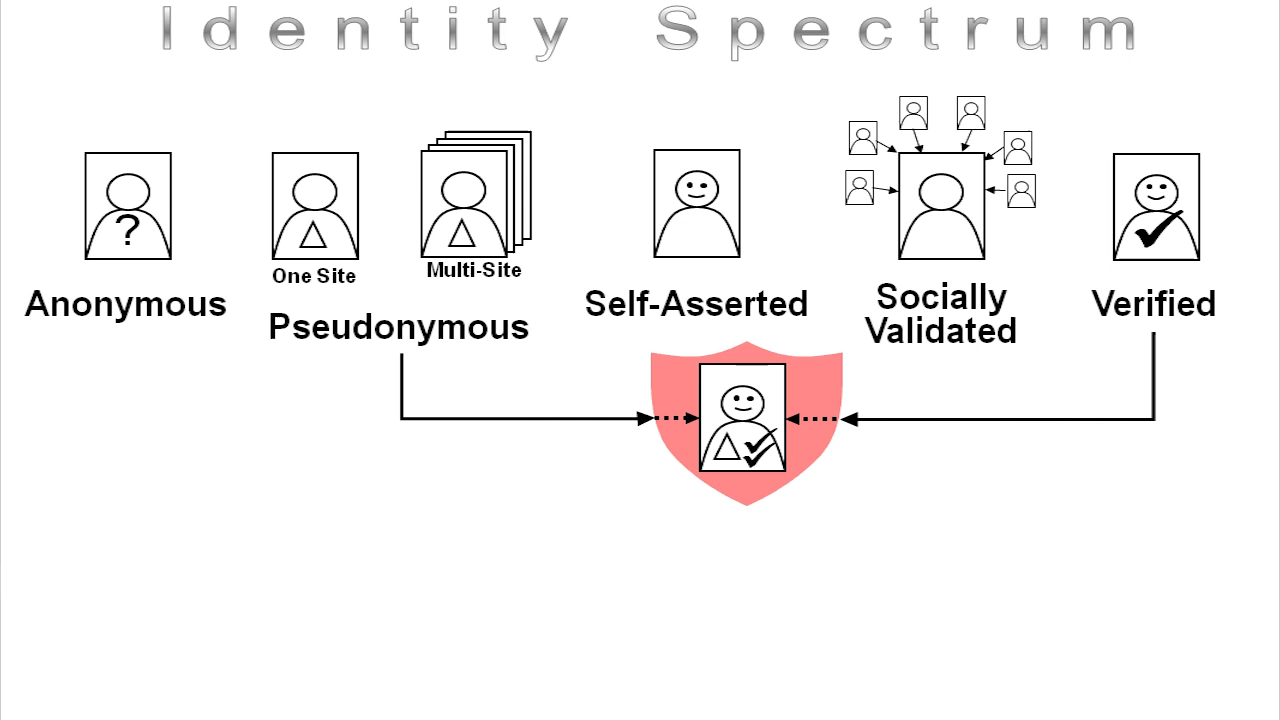 Identity Spectrum
?
One Site
Multi-Site
Anonymous
Pseudonymous
Self-Asserted
Socially
Validated
Verified